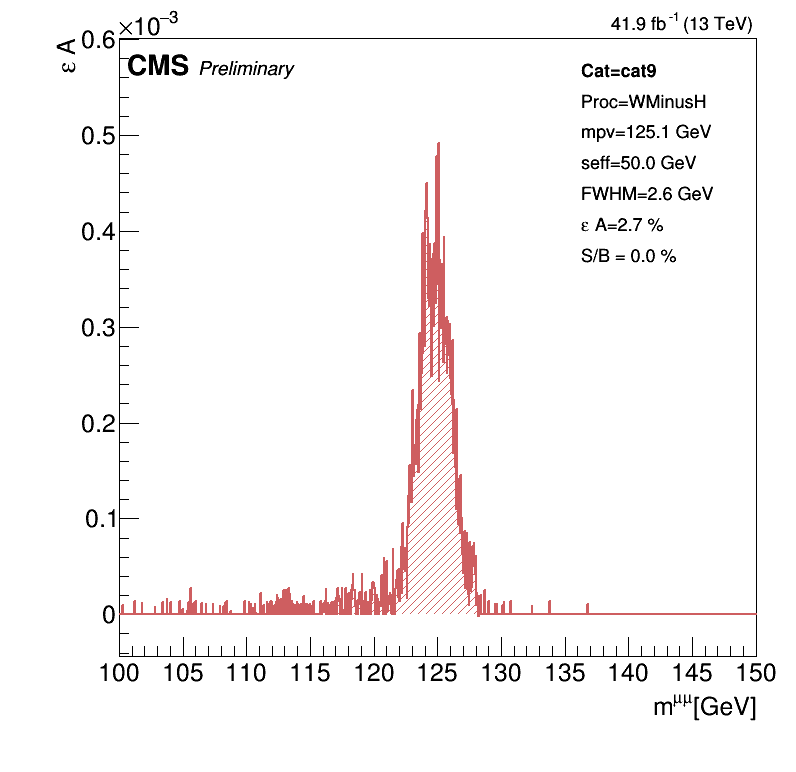 ×10⁻³
41.9 fb⁻¹ (13 TeV)
CMS Preliminary
ε A
Cat=cat9
Proc=WMinusH
mpv=125.1 GeV
seff=50.0 GeV
FWHM=2.6 GeV
ε A=2.7 %
S/B = 0.0 %
0.6
0.5
0.4
0.3
0.2
0.1
0
100 105 110 115 120 125 130 135 140 145 150
m^μμ[GeV]